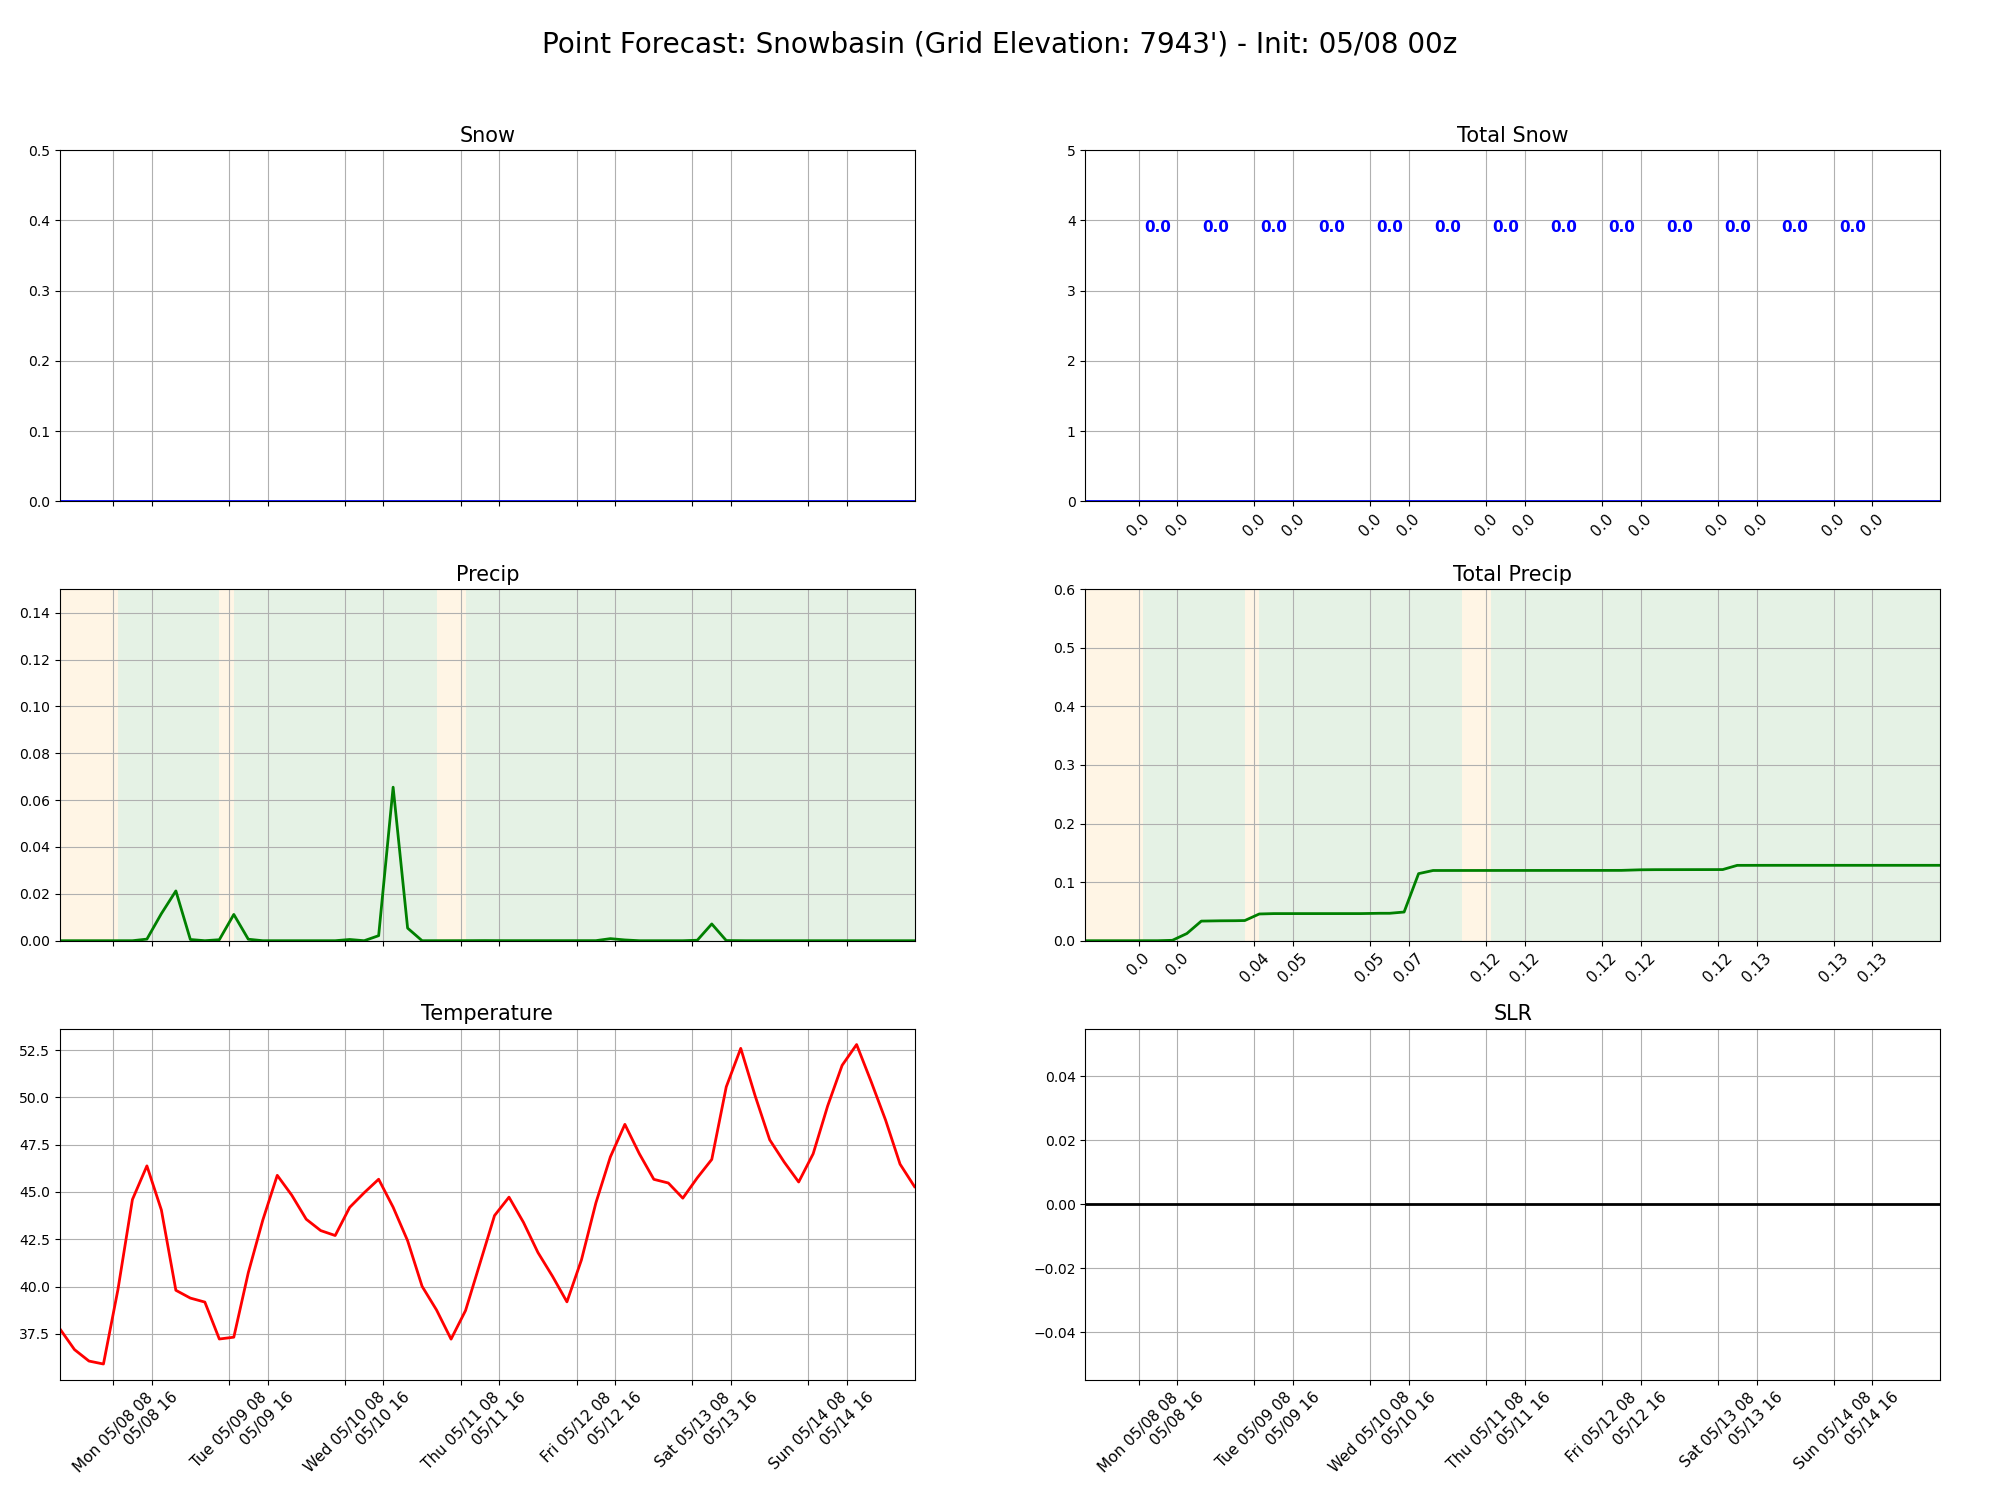 Point Forecast: Snowbasin (Grid Elevation: 7943') - Init: 05/08 00z
Snow
0.5
0.4
0.3
0.2
0.1
0.0
Total Snow
5
4
3
2
1
0
0.0 0.0 0.0 0.0 0.0 0.0 0.0 0.0 0.0 0.0 0.0 0.0 0.0
0.0 0.0 0.0 0.0 0.0 0.0 0.0 0.0 0.0 0.0 0.0 0.0 0.0 0.0
Precip
0.14
0.12
0.10
0.08
0.06
0.04
0.02
0.00
Total Precip
0.6
0.5
0.4
0.3
0.2
0.1
0.0
0.0 0.0 0.04 0.05 0.05 0.07 0.12 0.12 0.12 0.12 0.12 0.13 0.13 0.13
Temperature
52.5
50.0
47.5
45.0
42.5
40.0
37.5
Mon 05/08 08
05/08 16
Tue 05/09 08
05/09 16
Wed 05/10 08
05/10 16
Thu 05/11 08
05/11 16
Fri 05/12 08
05/12 16
Sat 05/13 08
05/13 16
Sun 05/14 08
05/14 16
SLR
0.04
0.02
0.00
−0.02
−0.04
Mon 05/08 08
05/08 16
Tue 05/09 08
05/09 16
Wed 05/10 08
05/10 16
Thu 05/11 08
05/11 16
Fri 05/12 08
05/12 16
Sat 05/13 08
05/13 16
Sun 05/14 08
05/14 16